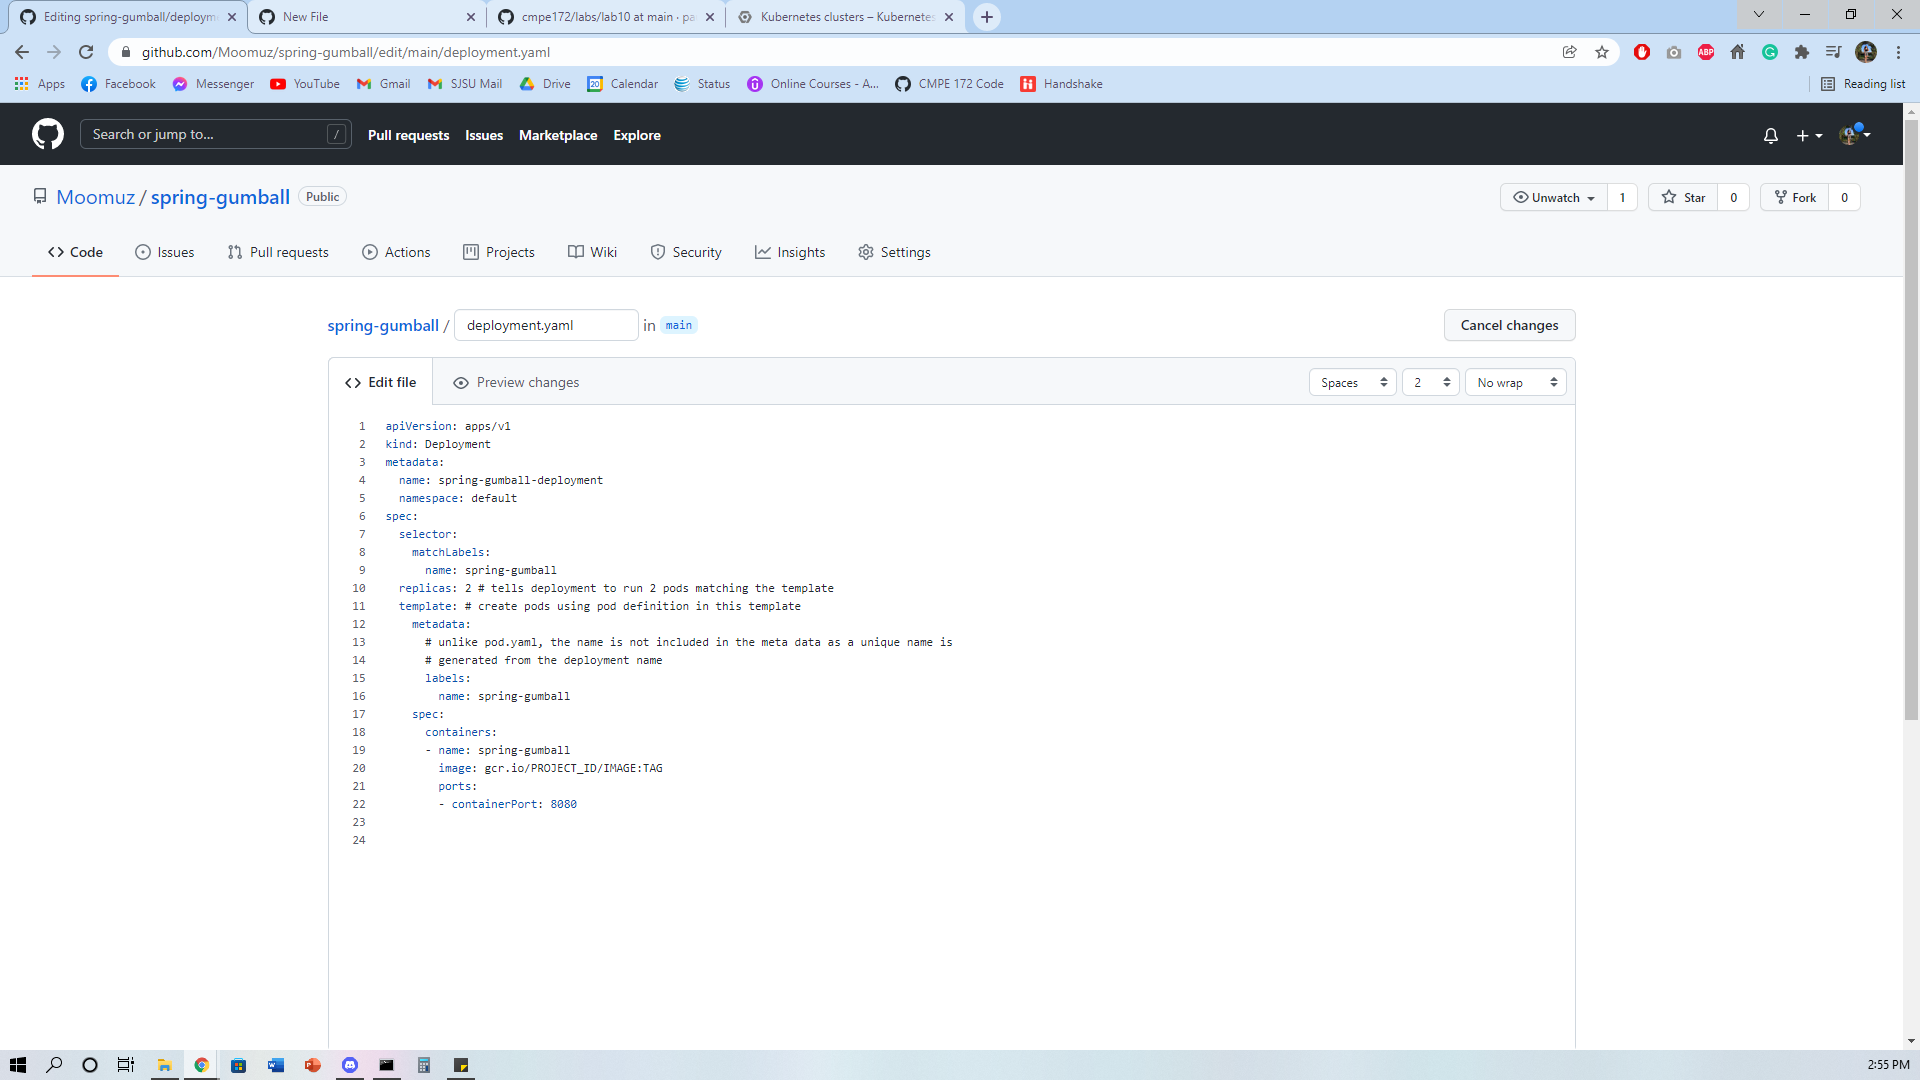 Editing spring-gumball/deploym
New File
cmpe172/labs/lab10 at main · pa
Kubernetes clusters – Kubernetes
github.com/Moomuz/spring-gumball/edit/main/deployment.yaml
ABP
Apps
Facebook
Messenger
YouTube
Gmail
SJSU Mail
Drive
20
Calendar
Status
Online Courses - A...
CMPE 172 Code
Handshake
Reading list
Search or jump to...
/
Pull requests
Issues
Marketplace
Explore
Moomuz / spring-gumball
Public
Unwatch
1
Star
0
Fork
0
Code
Issues
Pull requests
Actions
Projects
Wiki
Security
Insights
Settings
spring-gumball / deployment.yaml in main
Cancel changes
Edit file
Preview changes
Spaces
2
No wrap
1 apiVersion: apps/v1
2 kind: Deployment
3 metadata:
4 name: spring-gumball-deployment
5 namespace: default
6 spec:
7 selector:
8 matchLabels:
9 name: spring-gumball
10 replicas: 2 # tells deployment to run 2 pods matching the template
11 template: # create pods using pod definition in this template
12 metadata:
13 # unlike pod.yaml, the name is not included in the meta data as a unique name is
14 # generated from the deployment name
15 labels:
16 name: spring-gumball
17 spec:
18 containers:
19 - name: spring-gumball
20 image: gcr.io/PROJECT_ID/IMAGE:TAG
21 ports:
22 - containerPort: 8080
23
24
2:55 PM